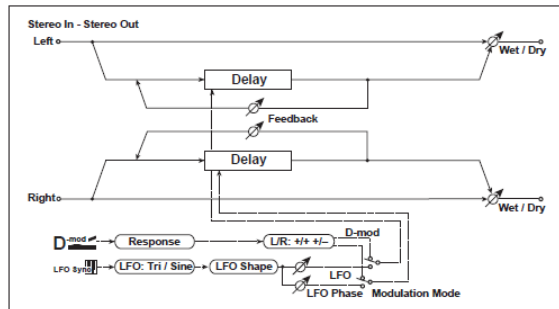 Stereo In - Stereo Out
Left
Wet / Dry
Delay
Feedback
Delay
Right
Wet / Dry
D-mod
Response
L/R: +/+ +/–
D-mod
LFO Sync
LFO: Tri / Sine
LFO Shape
LFO
LFO Phase
Modulation Mode